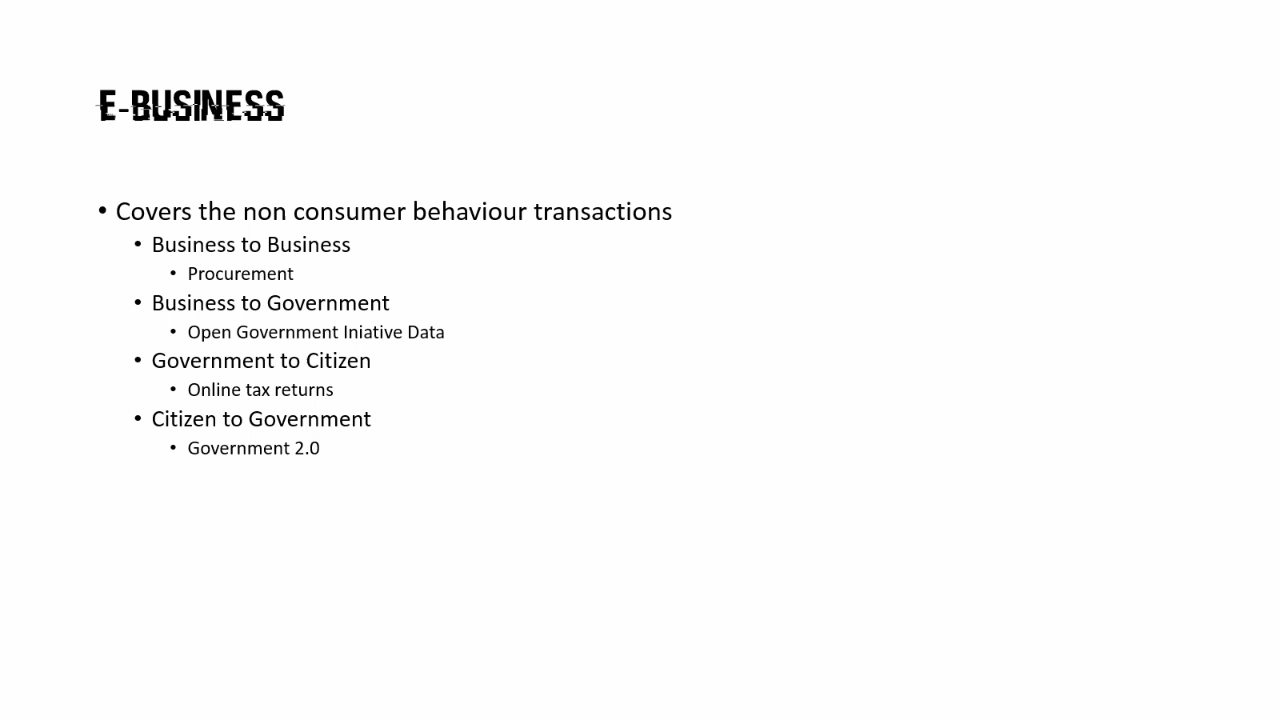 E-BUSINESS
• Covers the non consumer behaviour transactions
• Business to Business
• Procurement
• Business to Government
• Open Government Iniative Data
• Government to Citizen
• Online tax returns
• Citizen to Government
• Government 2.0